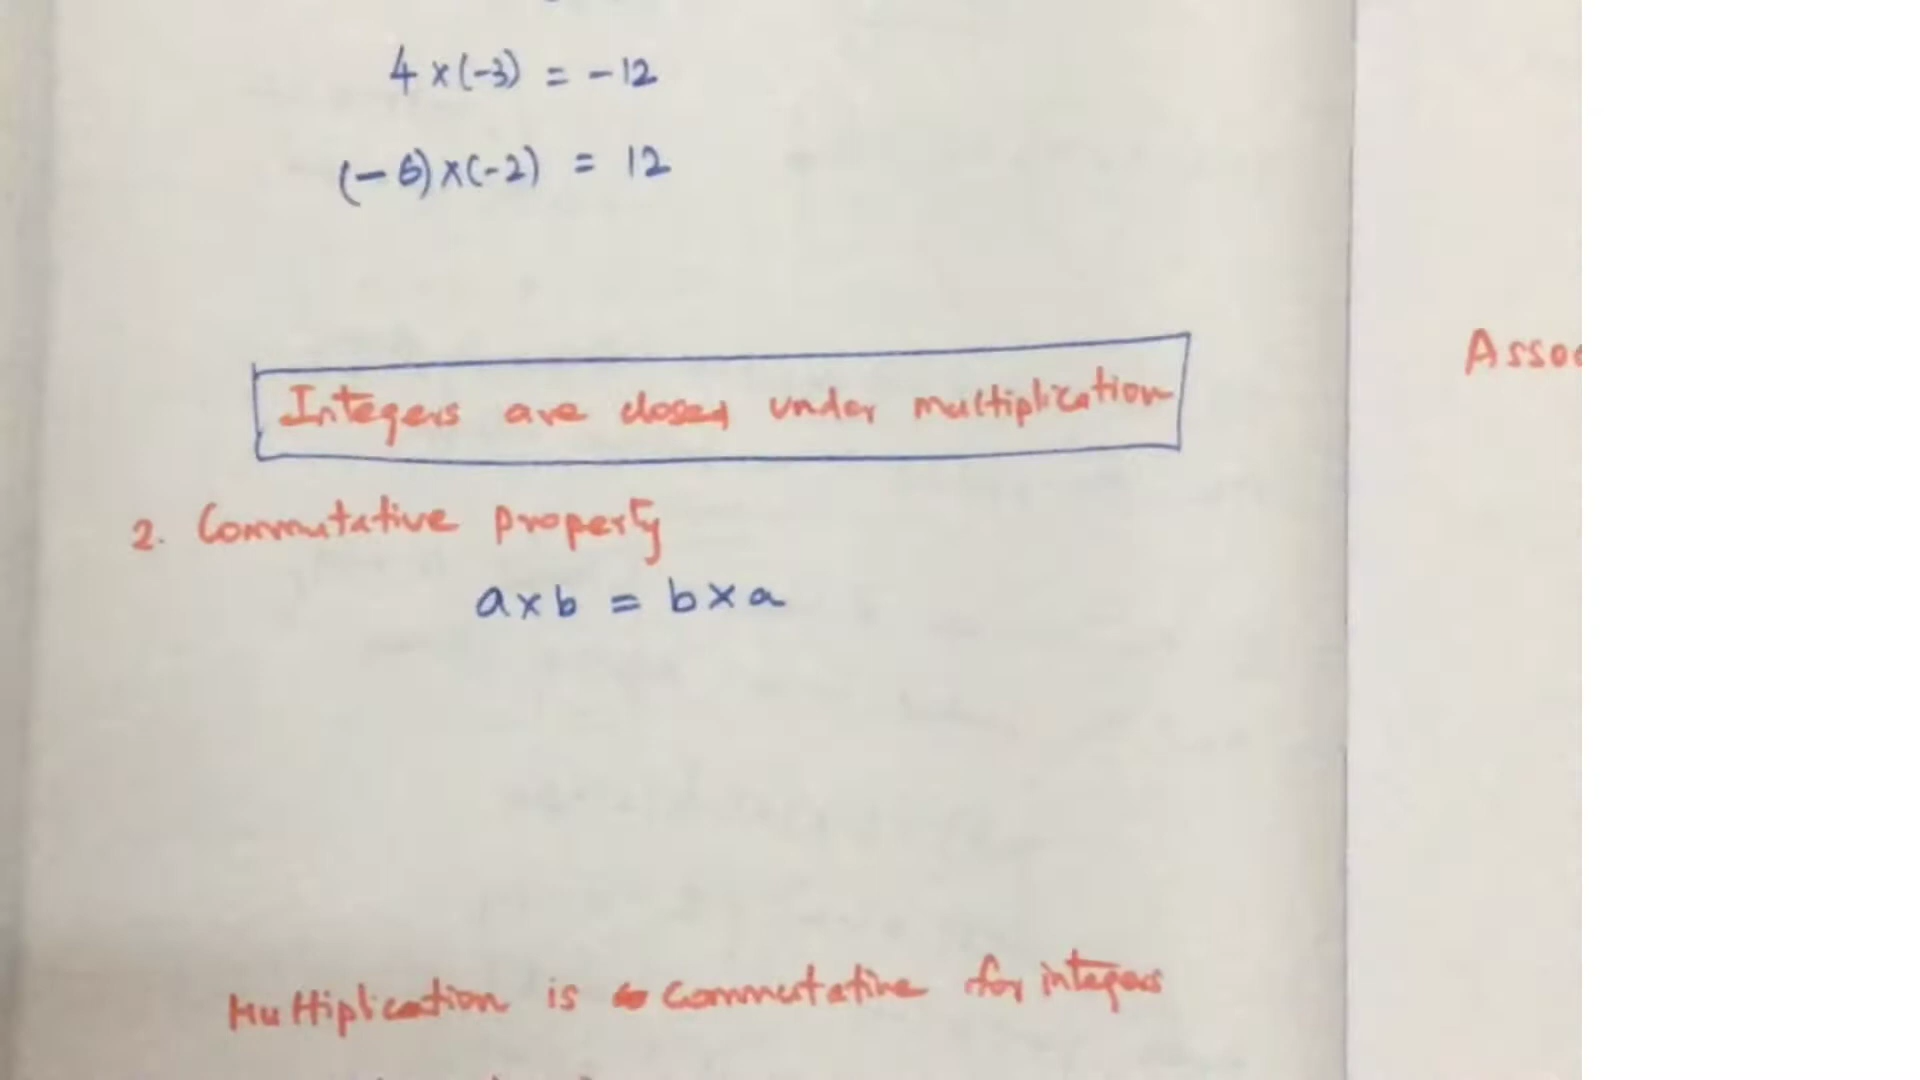 4 × (-3) = -12
(-6) × (-2) = 12
Integers are closed under multiplication
2. Commutative property
a × b = b × a
Multiplication is commutative for integers
Assoc